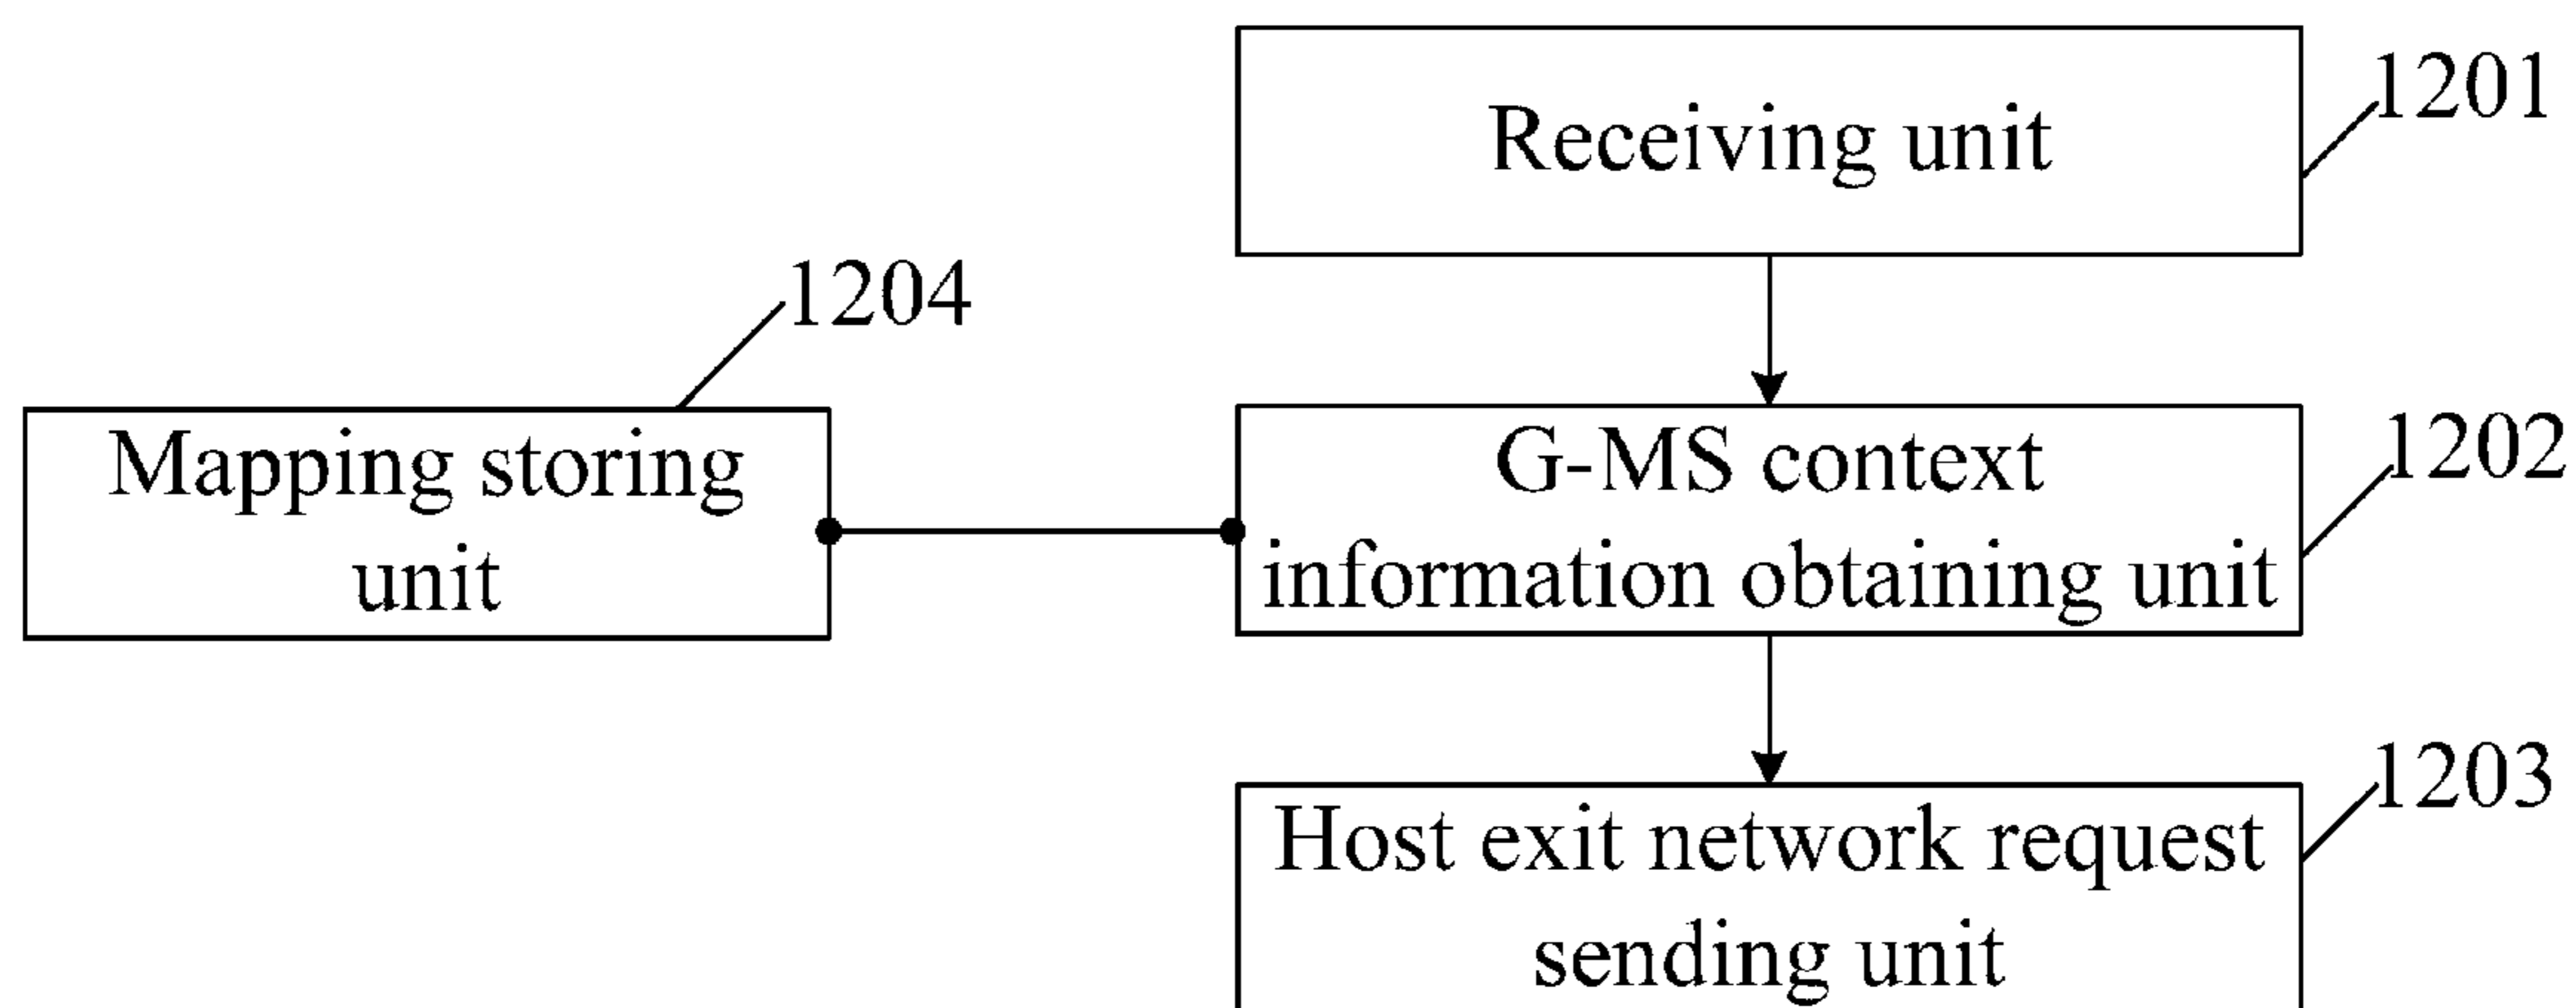 Receiving unit
1201
1204
Mapping storing
unit
G-MS context
information obtaining unit
1202
Host exit network request
sending unit
1203